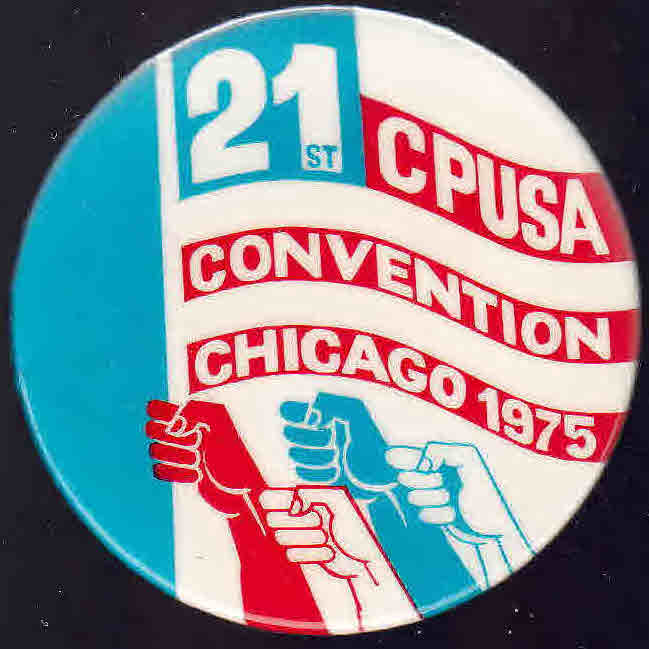 21ST
CPUSA
CONVENTION
CHICAGO 1975